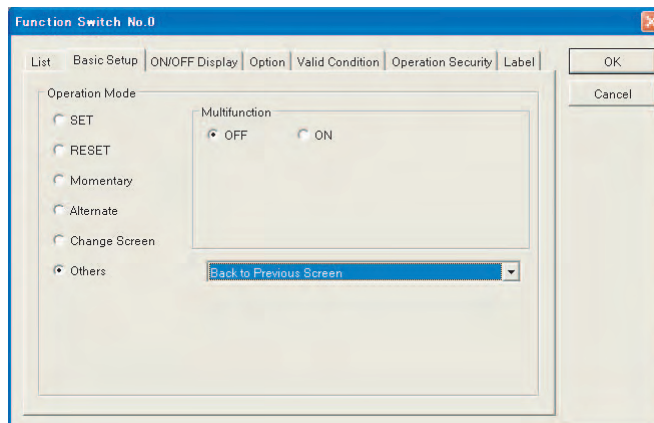 Function Switch No.0
List Basic Setup ON/OFF Display Option Valid Condition Operation Security Label
OK
Cancel
Operation Mode
SET
RESET
Momentary
Alternate
Change Screen
Others
Multifunction
OFF ON
Back to Previous Screen